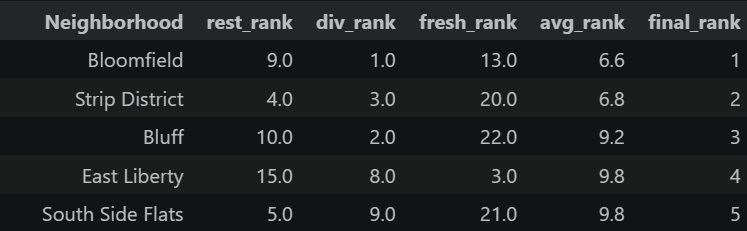 Neighborhood rest_rank div_rank fresh_rank avg_rank final_rank
Bloomfield 9.0 1.0 13.0 6.6 1
Strip District 4.0 3.0 20.0 6.8 2
Bluff 10.0 2.0 22.0 9.2 3
East Liberty 15.0 8.0 3.0 9.8 4
South Side Flats 5.0 9.0 21.0 9.8 5